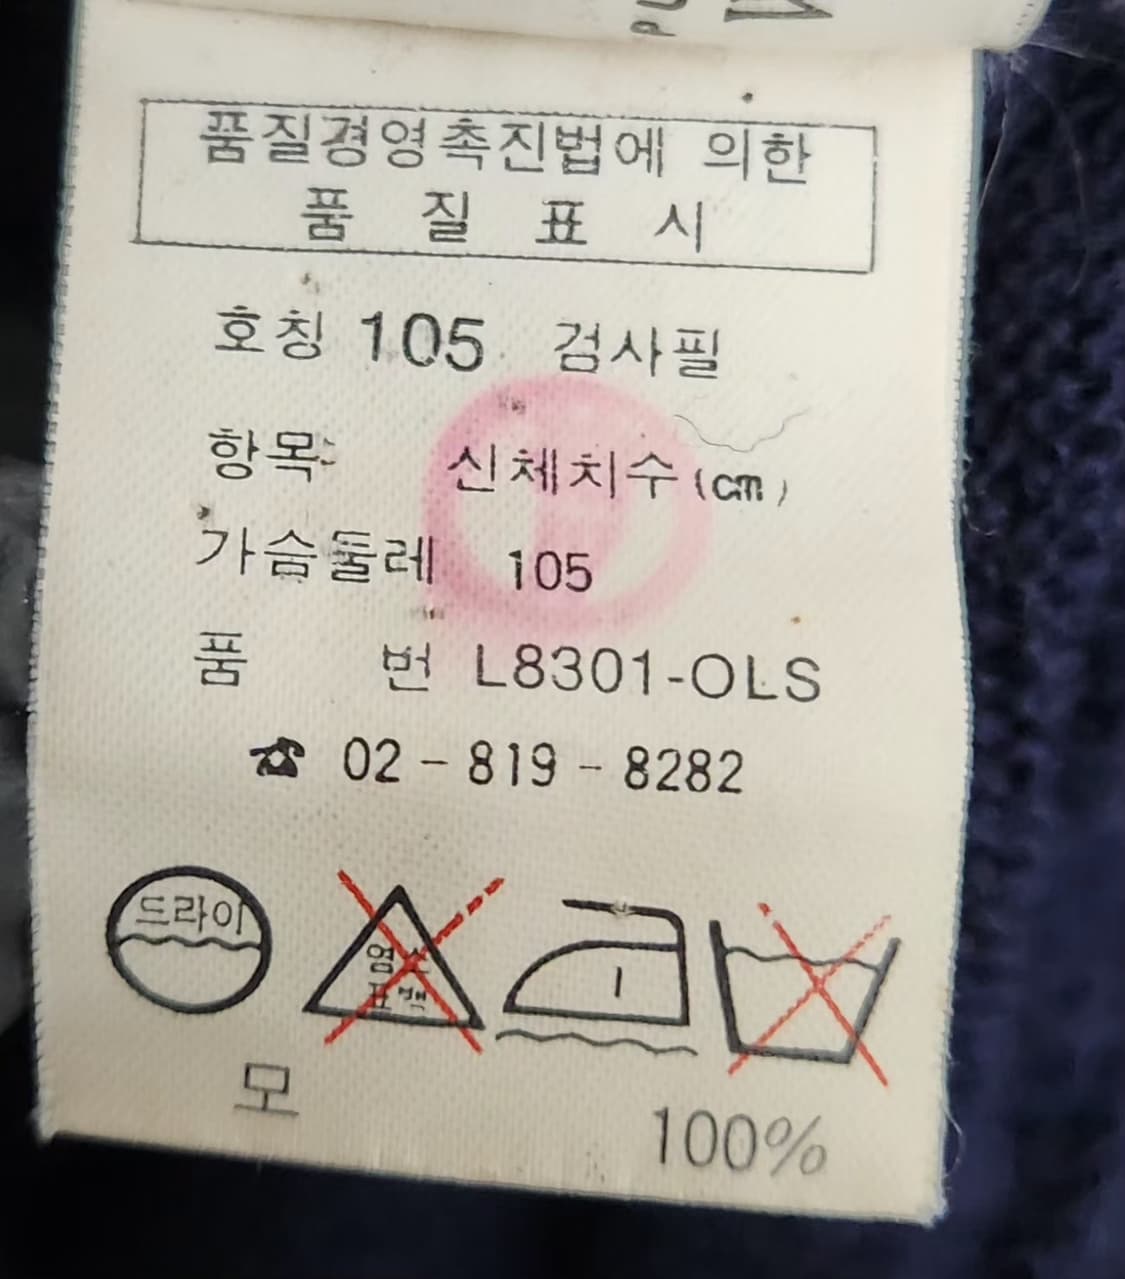 품질경영촉진법에 의한
품 질 표 시
호칭 105 검사필
항목 신체치수(cm)
가슴둘레 105
품 번 L8301-OLS
☎ 02-819-8282
드라이
염소
표백
1
모 100%